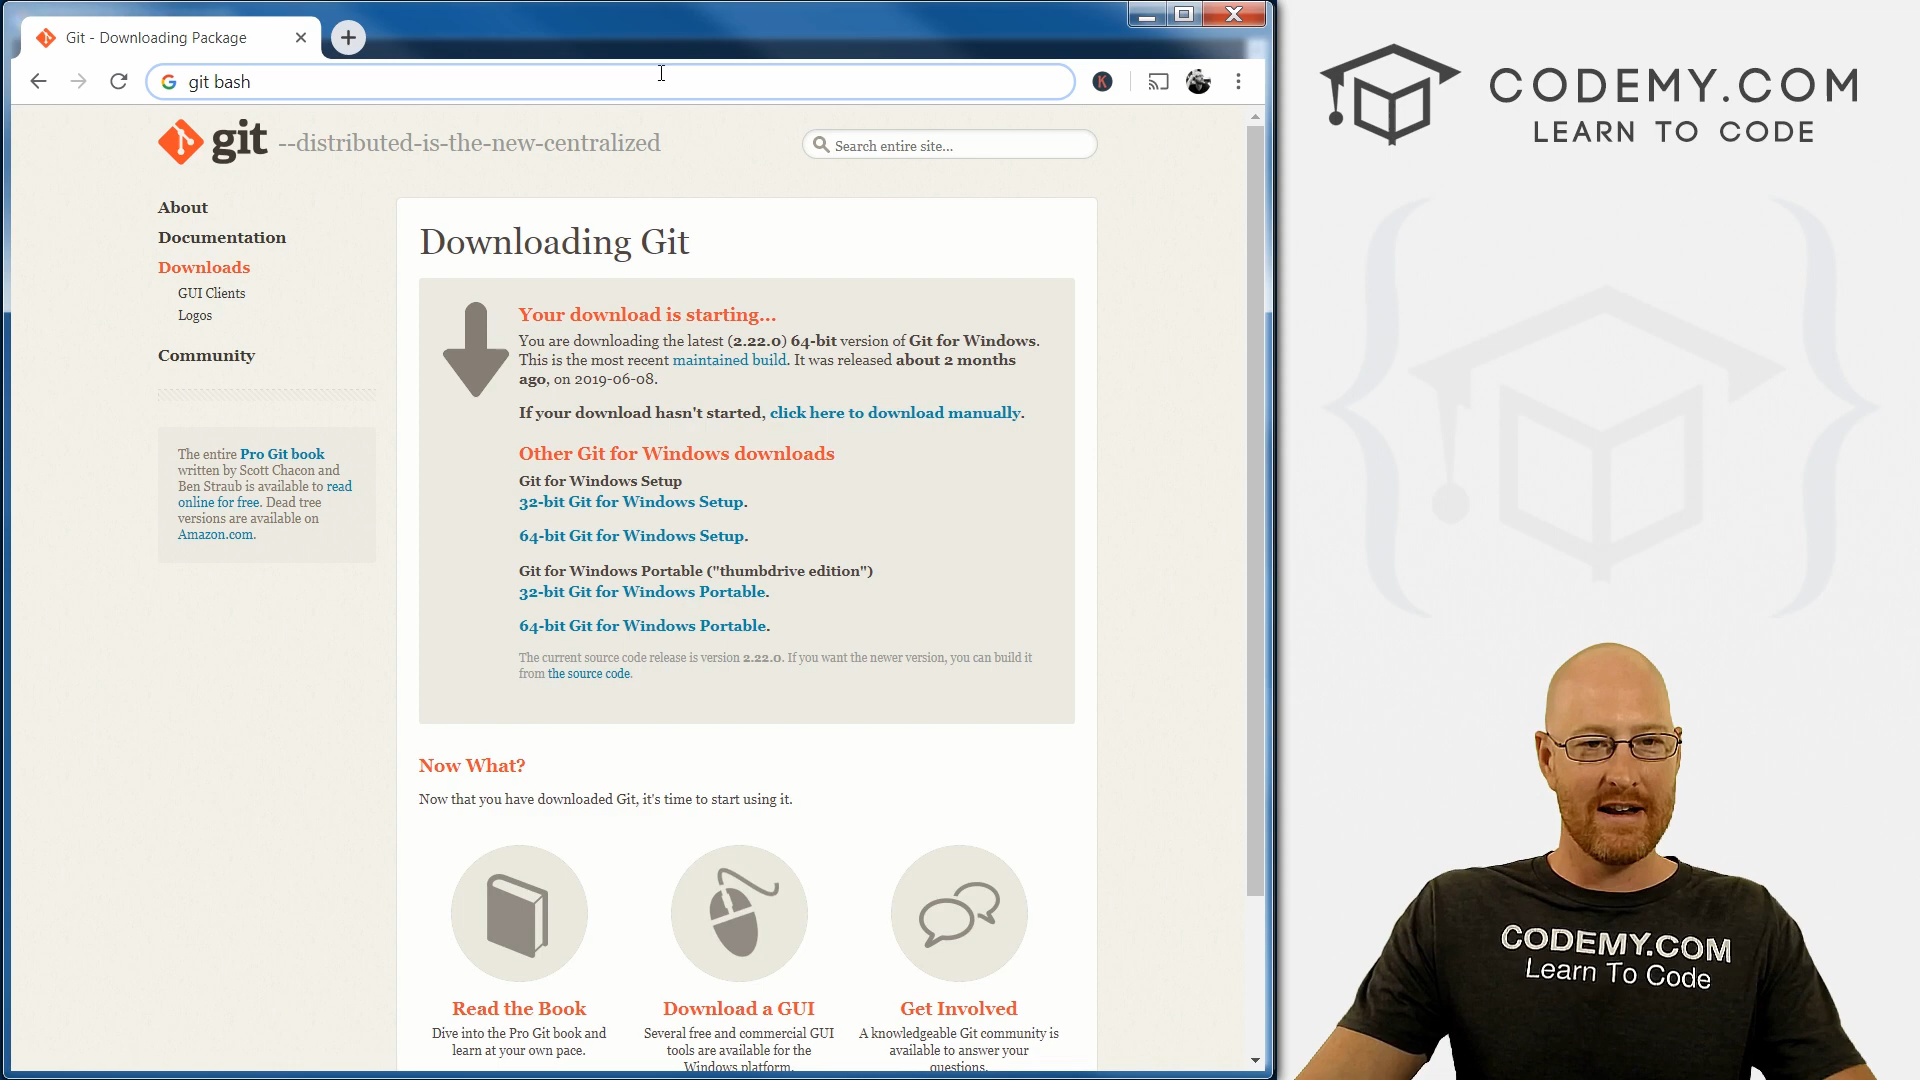 Git - Downloading Package
git bash
K
git --distributed-is-the-new-centralized
Search entire site...
About
Documentation
Downloads
GUI Clients
Logos
Community
The entire Pro Git book
written by Scott Chacon and
Ben Straub is available to read
online for free. Dead tree
versions are available on
Amazon.com.
Downloading Git
Your download is starting...
You are downloading the latest (2.22.0) 64-bit version of Git for Windows.
This is the most recent maintained build. It was released about 2 months
ago, on 2019-06-08.
If your download hasn't started, click here to download manually.
Other Git for Windows downloads
Git for Windows Setup
32-bit Git for Windows Setup.
64-bit Git for Windows Setup.
Git for Windows Portable ("thumbdrive edition")
32-bit Git for Windows Portable.
64-bit Git for Windows Portable.
The current source code release is version 2.22.0. If you want the newer version, you can build it
from the source code.
Now What?
Now that you have downloaded Git, it's time to start using it.
Read the Book
Dive into the Pro Git book and
learn at your own pace.
Download a GUI
Several free and commercial GUI
tools are available for the
Windows platform.
Get Involved
A knowledgeable Git community is
available to answer your
questions.
CODEMY.COM
LEARN TO CODE
CODEMY.COM
Learn To Code